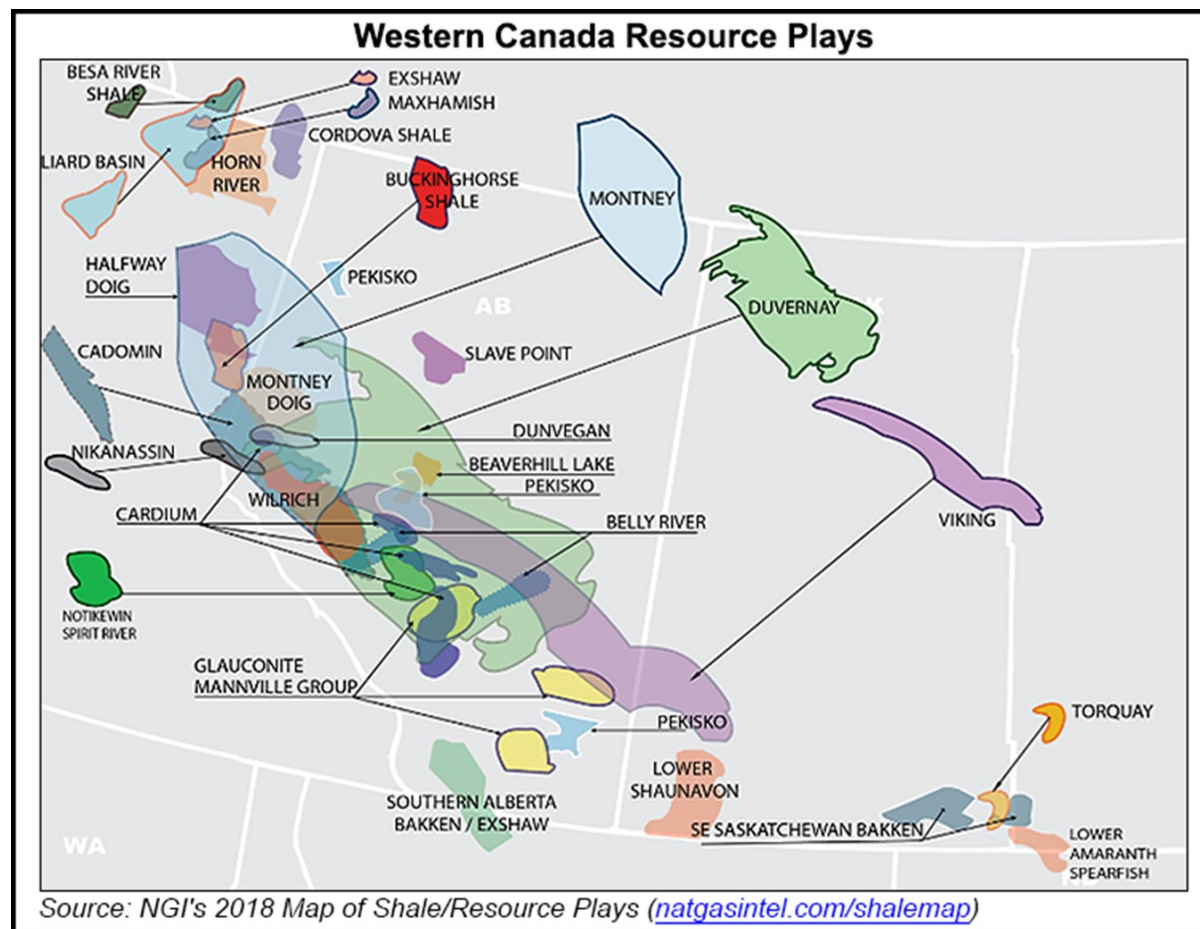 Western Canada Resource Plays
BESA RIVER
SHALE
EXSHAW
MAXHAMISH
CORDOVA SHALE
LIARD BASIN
HORN
RIVER
BUCKINGHORSE
SHALE
MONTNEY
HALFWAY
DOIG
PEKISKO
AB
DUVERNAY
K
CADOMIN
SLAVE POINT
MONTNEY
DOIG
DUNVEGAN
NIKANASSIN
BEAVERHILL LAKE
PEKISKO
WILRICH
CARDIUM
BELLY RIVER
VIKING
NOTIKEWIN
SPIRIT RIVER
GLAUCONITE
MANNVILLE GROUP
PEKISKO
TORQUAY
LOWER
SHAUNAVON
SOUTHERN ALBERTA
BAKKEN / EXSHAW
SE SASKATCHEWAN BAKKEN
WA
LOWER
AMARANTH
SPEARFISH
Source: NGI's 2018 Map of Shale/Resource Plays (natgasintel.com/shalemap)